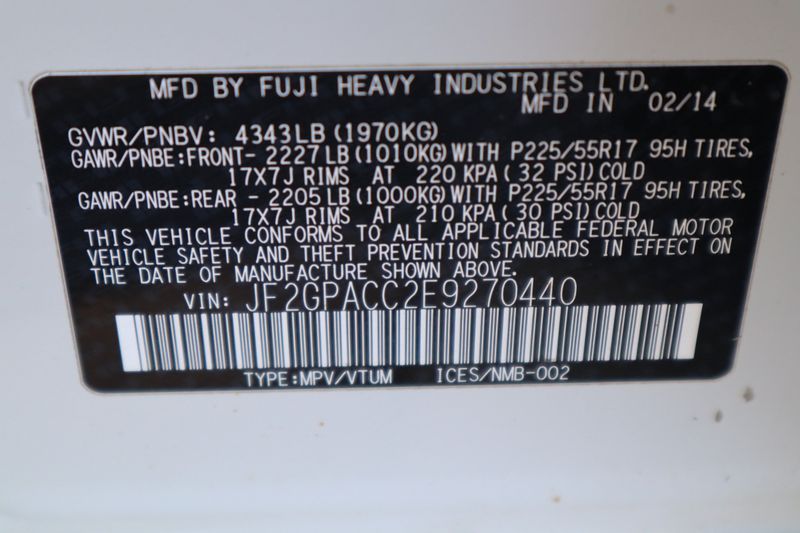 MFD BY FUJI HEAVY INDUSTRIES LTD.
MFD IN 02/14
GVWR/PNBV: 4343LB (1970KG)
GAWR/PNBE:FRONT- 2227LB (1010KG) WITH P225/55R17 95H TIRES,
17X7J RIMS AT 220 KPA (32 PSI) COLD
GAWR/PNBE:REAR - 2205LB (1000KG) WITH P225/55R17 95H TIRES,
17X7J RIMS AT 210 KPA (30 PSI) COLD
THIS VEHICLE CONFORMS TO ALL APPLICABLE FEDERAL MOTOR
VEHICLE SAFETY AND THEFT PREVENTION STANDARDS IN EFFECT ON
THE DATE OF MANUFACTURE SHOWN ABOVE.
VIN: JF2GPACC2E9270440
TYPE:MPV/VTUM ICES/NMB-002